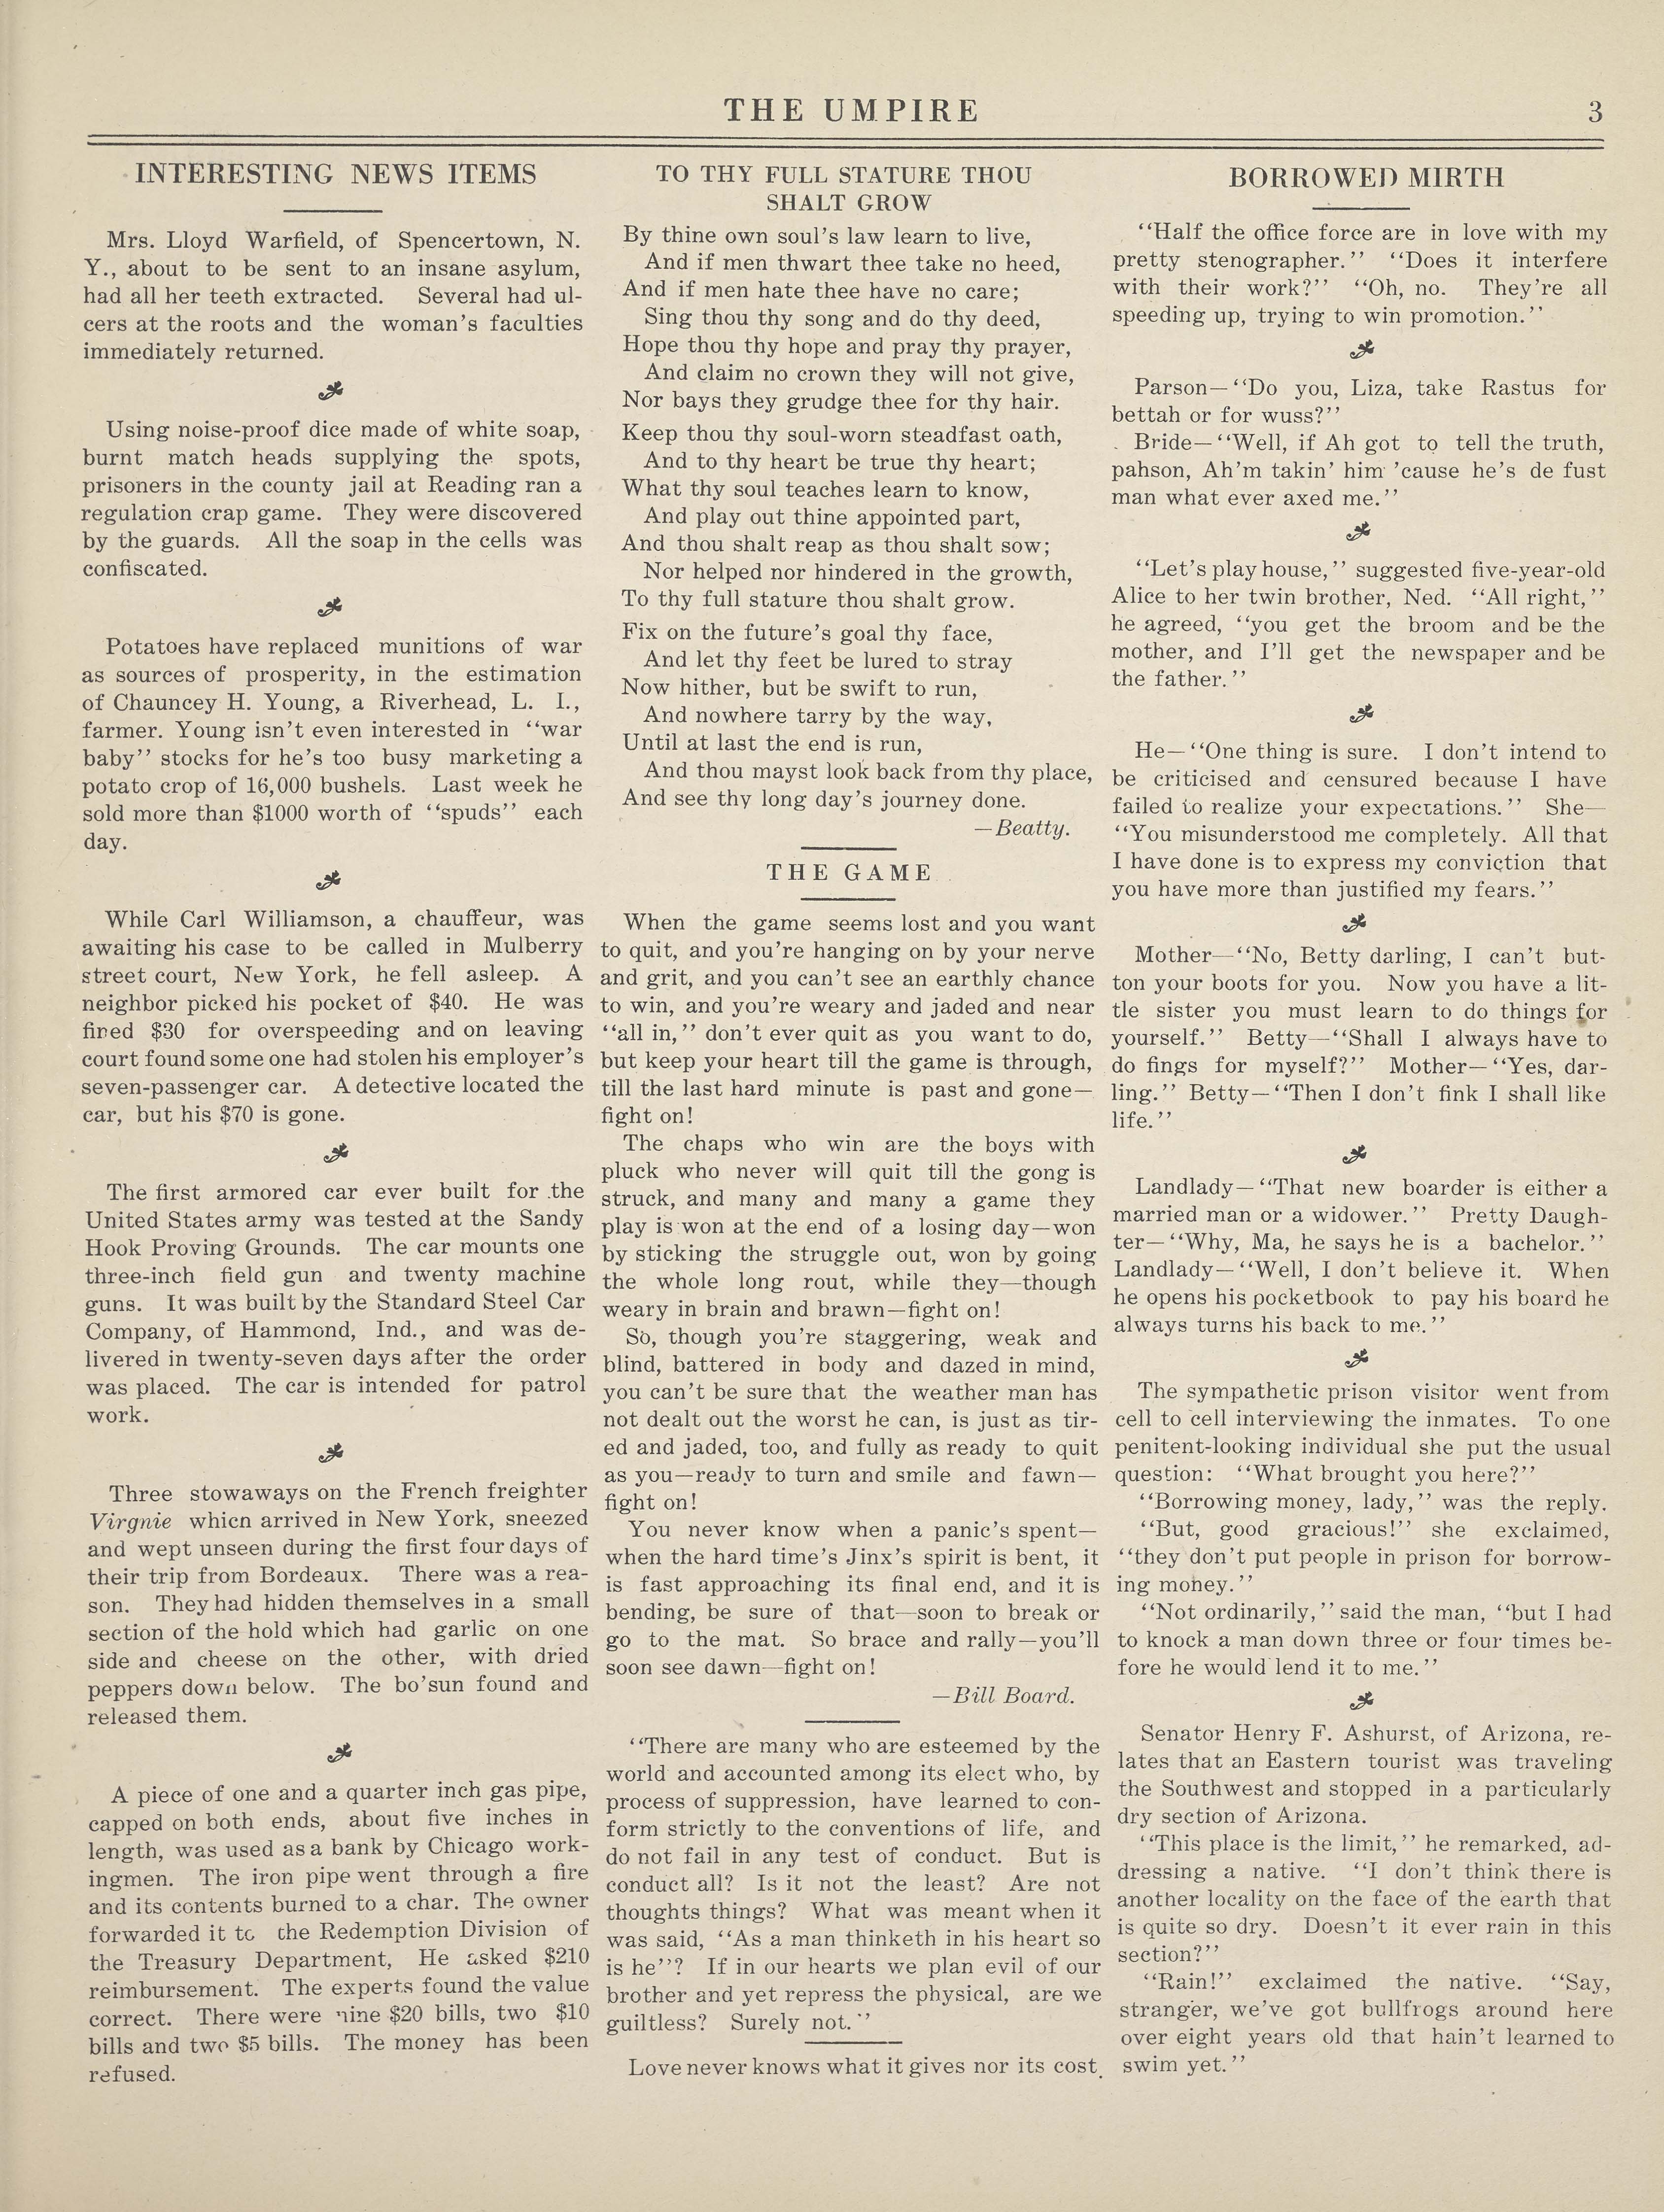 THE UMPIRE
3
INTERESTING NEWS ITEMS
Mrs. Lloyd Warfield, of Spencertown, N.
Y., about to be sent to an insane asylum,
had all her teeth extracted. Several had ul-
cers at the roots and the woman's faculties
immediately returned.
Using noise-proof dice made of white soap,
burnt match heads supplying the spots,
prisoners in the county jail at Reading ran a
regulation crap game. They were discovered
by the guards. All the soap in the cells was
confiscated.
Potatoes have replaced munitions of war
as sources of prosperity, in the estimation
of Chauncey H. Young, a Riverhead, L. I.,
farmer. Young isn't even interested in "war
baby" stocks for he's too busy marketing a
potato crop of 16,000 bushels. Last week he
sold more than $1000 worth of "spuds" each
day.
While Carl Williamson, a chauffeur, was
awaiting his case to be called in Mulberry
street court, New York, he fell asleep. A
neighbor picked his pocket of $40. He was
fined $30 for overspeeding and on leaving
court found some one had stolen his employer's
seven-passenger car. A detective located the
car, but his $70 is gone.
The first armored car ever built for the
United States army was tested at the Sandy
Hook Proving Grounds. The car mounts one
three-inch field gun and twenty machine
guns. It was built by the Standard Steel Car
Company, of Hammond, Ind., and was de-
livered in twenty-seven days after the order
was placed. The car is intended for patrol
work.
Three stowaways on the French freighter
Virgnie which arrived in New York, sneezed
and wept unseen during the first four days of
their trip from Bordeaux. There was a rea-
son. They had hidden themselves in a small
section of the hold which had garlic on one
side and cheese on the other, with dried
peppers down below. The bo'sun found and
released them.
A piece of one and a quarter inch gas pipe,
capped on both ends, about five inches in
length, was used as a bank by Chicago work-
ingmen. The iron pipe went through a fire
and its contents burned to a char. The owner
forwarded it to the Redemption Division of
the Treasury Department, He asked $210
reimbursement. The experts found the value
correct. There were nine $20 bills, two $10
bills and two $5 bills. The money has been
refused.
TO THY FULL STATURE THOU
SHALT GROW
By thine own soul's law learn to live,
And if men thwart thee take no heed,
And if men hate thee have no care;
Sing thou thy song and do thy deed,
Hope thou thy hope and pray thy prayer,
And claim no crown they will not give,
Nor bays they grudge thee for thy hair.
Keep thou thy soul-worn steadfast oath,
And to thy heart be true thy heart;
What thy soul teaches learn to know,
And play out thine appointed part,
And thou shalt reap as thou shalt sow;
Nor helped nor hindered in the growth,
To thy full stature thou shalt grow.
Fix on the future's goal thy face,
And let thy feet be lured to stray
Now hither, but be swift to run,
And nowhere tarry by the way,
Until at last the end is run,
And thou mayst look back from thy place,
And see thy long day's journey done.
—Beatty.
THE GAME
When the game seems lost and you want
to quit, and you're hanging on by your nerve
and grit, and you can't see an earthly chance
to win, and you're weary and jaded and near
"all in," don't ever quit as you want to do,
but keep your heart till the game is through,
till the last hard minute is past and gone—
fight on!
The chaps who win are the boys with
pluck who never will quit till the gong is
struck, and many and many a game they
play is won at the end of a losing day—won
by sticking the struggle out, won by going
the whole long rout, while they—though
weary in brain and brawn—fight on!
So, though you're staggering, weak and
blind, battered in body and dazed in mind,
you can't be sure that the weather man has
not dealt out the worst he can, is just as tir-
ed and jaded, too, and fully as ready to quit
as you—ready to turn and smile and fawn—
fight on!
You never know when a panic's spent—
when the hard time's Jinx's spirit is bent, it
is fast approaching its final end, and it is
bending, be sure of that—soon to break or
go to the mat. So brace and rally—you'll
soon see dawn—fight on!
—Bill Board.
"There are many who are esteemed by the
world and accounted among its elect who, by
process of suppression, have learned to con-
form strictly to the conventions of life, and
do not fail in any test of conduct. But is
conduct all? Is it not the least? Are not
thoughts things? What was meant when it
was said, "As a man thinketh in his heart so
is he"? If in our hearts we plan evil of our
brother and yet repress the physical, are we
guiltless? Surely not."
Love never knows what it gives nor its cost.
BORROWED MIRTH
"Half the office force are in love with my
pretty stenographer." "Does it interfere
with their work?" "Oh, no. They're all
speeding up, trying to win promotion."
Parson—"Do you, Liza, take Rastus for
bettah or for wuss?"
Bride—"Well, if Ah got to tell the truth,
pahson, Ah'm takin' him 'cause he's de fust
man what ever axed me."
"Let's play house," suggested five-year-old
Alice to her twin brother, Ned. "All right,"
he agreed, "you get the broom and be the
mother, and I'll get the newspaper and be
the father."
He—"One thing is sure. I don't intend to
be criticised and censured because I have
failed to realize your expectations." She—
"You misunderstood me completely. All that
I have done is to express my conviction that
you have more than justified my fears."
Mother—"No, Betty darling, I can't but-
ton your boots for you. Now you have a lit-
tle sister you must learn to do things for
yourself." Betty—"Shall I always have to
do fings for myself?" Mother—"Yes, dar-
ling." Betty—"Then I don't fink I shall like
life."
Landlady—"That new boarder is either a
married man or a widower." Pretty Daugh-
ter—"Why, Ma, he says he is a bachelor."
Landlady—"Well, I don't believe it. When
he opens his pocketbook to pay his board he
always turns his back to me."
The sympathetic prison visitor went from
cell to cell interviewing the inmates. To one
penitent-looking individual she put the usual
question: "What brought you here?"
"Borrowing money, lady," was the reply.
"But, good gracious!" she exclaimed,
"they don't put people in prison for borrow-
ing money."
"Not ordinarily," said the man, "but I had
to knock a man down three or four times be-
fore he would lend it to me."
Senator Henry F. Ashurst, of Arizona, re-
lates that an Eastern tourist was traveling
the Southwest and stopped in a particularly
dry section of Arizona.
"This place is the limit," he remarked, ad-
dressing a native. "I don't think there is
another locality on the face of the earth that
is quite so dry. Doesn't it ever rain in this
section?"
"Rain!" exclaimed the native. "Say,
stranger, we've got bullfrogs around here
over eight years old that hain't learned to
swim yet."